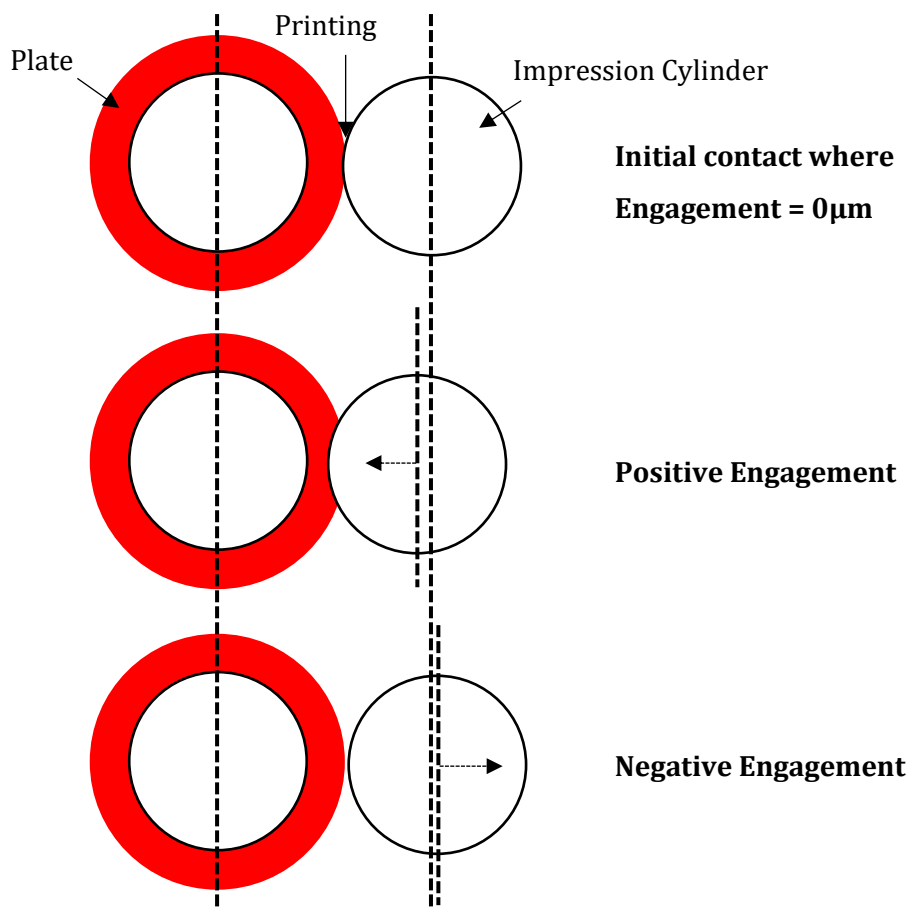 Printing
Plate
Impression Cylinder
Initial contact where
Engagement = 0µm
Positive Engagement
Negative Engagement